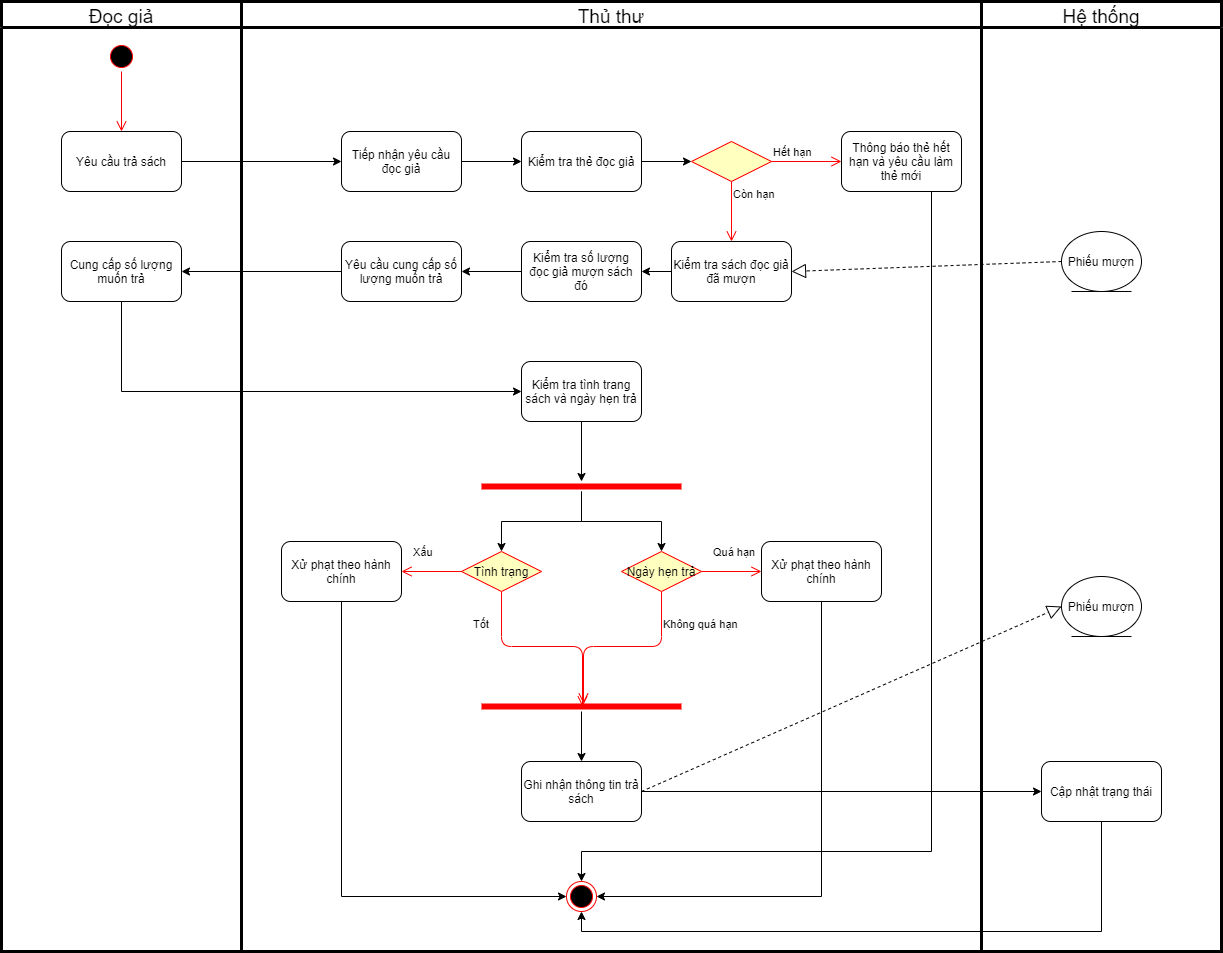 Đọc giả
Thủ thư
Hệ thống
Yêu cầu trả sách
Tiếp nhận yêu cầu
đọc giả
Kiểm tra thẻ đọc giả
Hết hạn
Thông báo thẻ hết
hạn và yêu cầu làm
thẻ mới
Còn hạn
Cung cấp số lượng
muốn trả
Yêu cung cấp số
lượng muốn trả
Kiểm tra số lượng
đọc giả mượn sách
đó
Kiểm tra sách đọc giả
đã mượn
Phiếu mượn
Kiểm tra tình trang
sách và ngày hẹn trả
Xử phạt theo hành
chính
Xấu
Tình trạng
Ngày hẹn trả
Quá hạn
Xử phạt theo hành
chính
Tốt
Không quá hạn
Phiếu mượn
Ghi nhận thông tin trả
sách
Cập nhật trạng thái